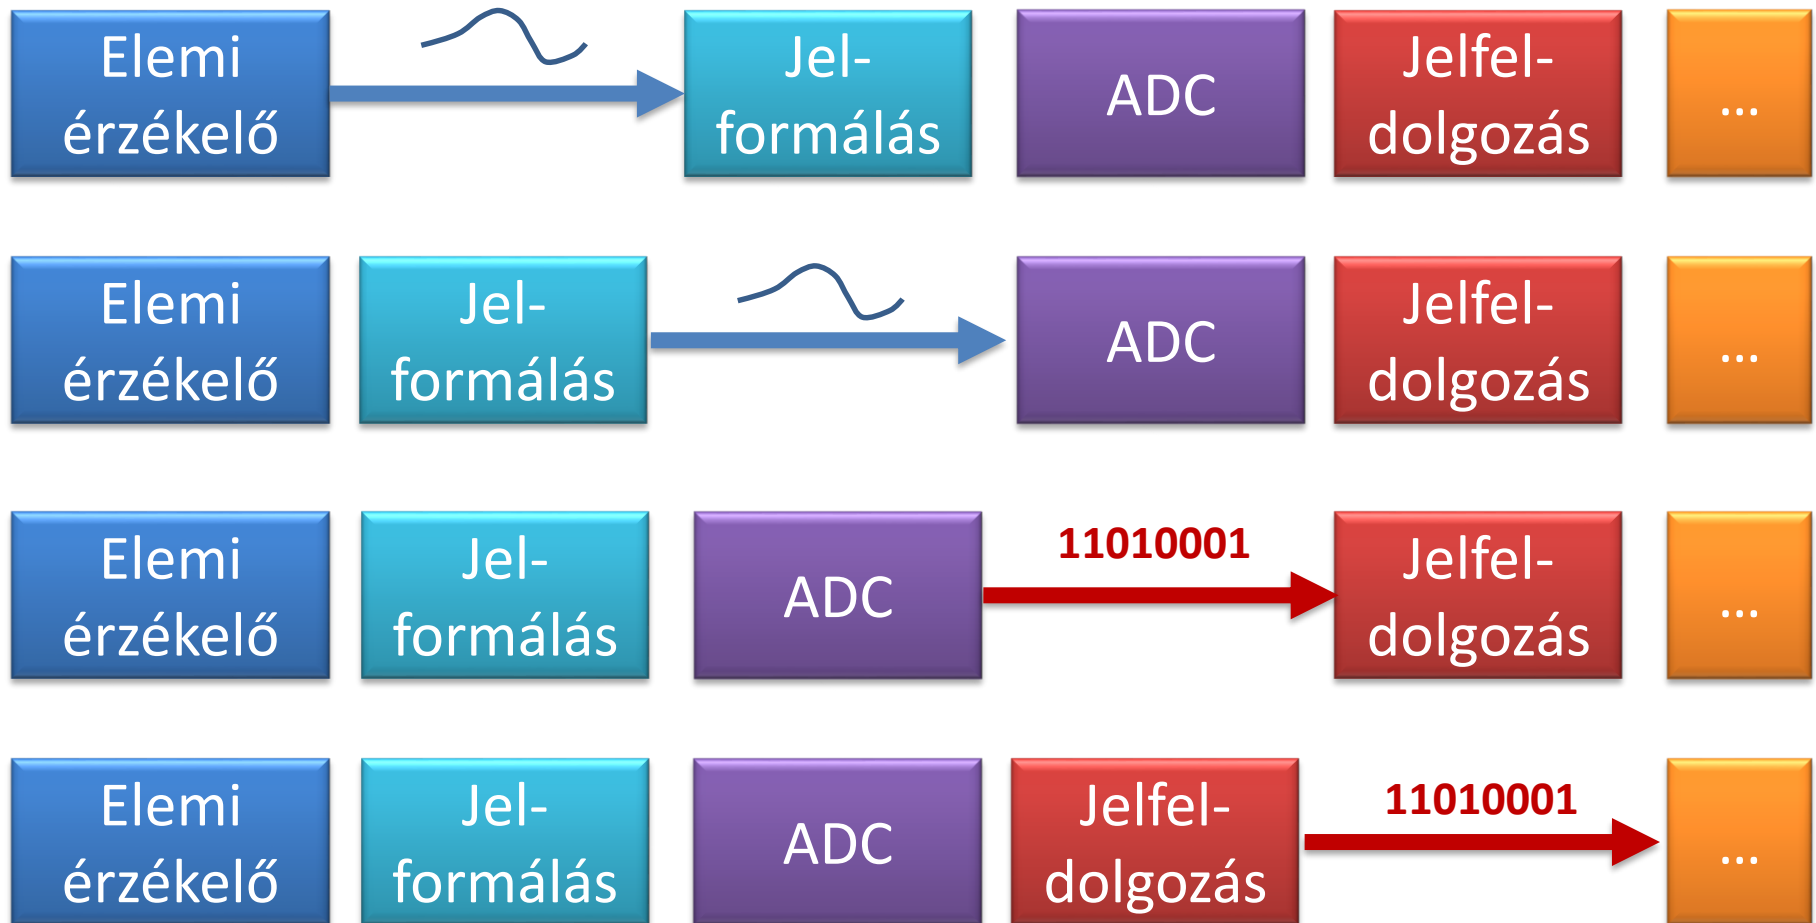 Elemi
érzékelő
Jel-
formálás
ADC
Jelfel-
dolgozás
...
Elemi
érzékelő
Jel-
formálás
ADC
Jelfel-
dolgozás
...
Elemi
érzékelő
Jel-
formálás
ADC
11010001
Jelfel-
dolgozás
...
Elemi
érzékelő
Jel-
formálás
ADC
Jelfel-
dolgozás
11010001
...